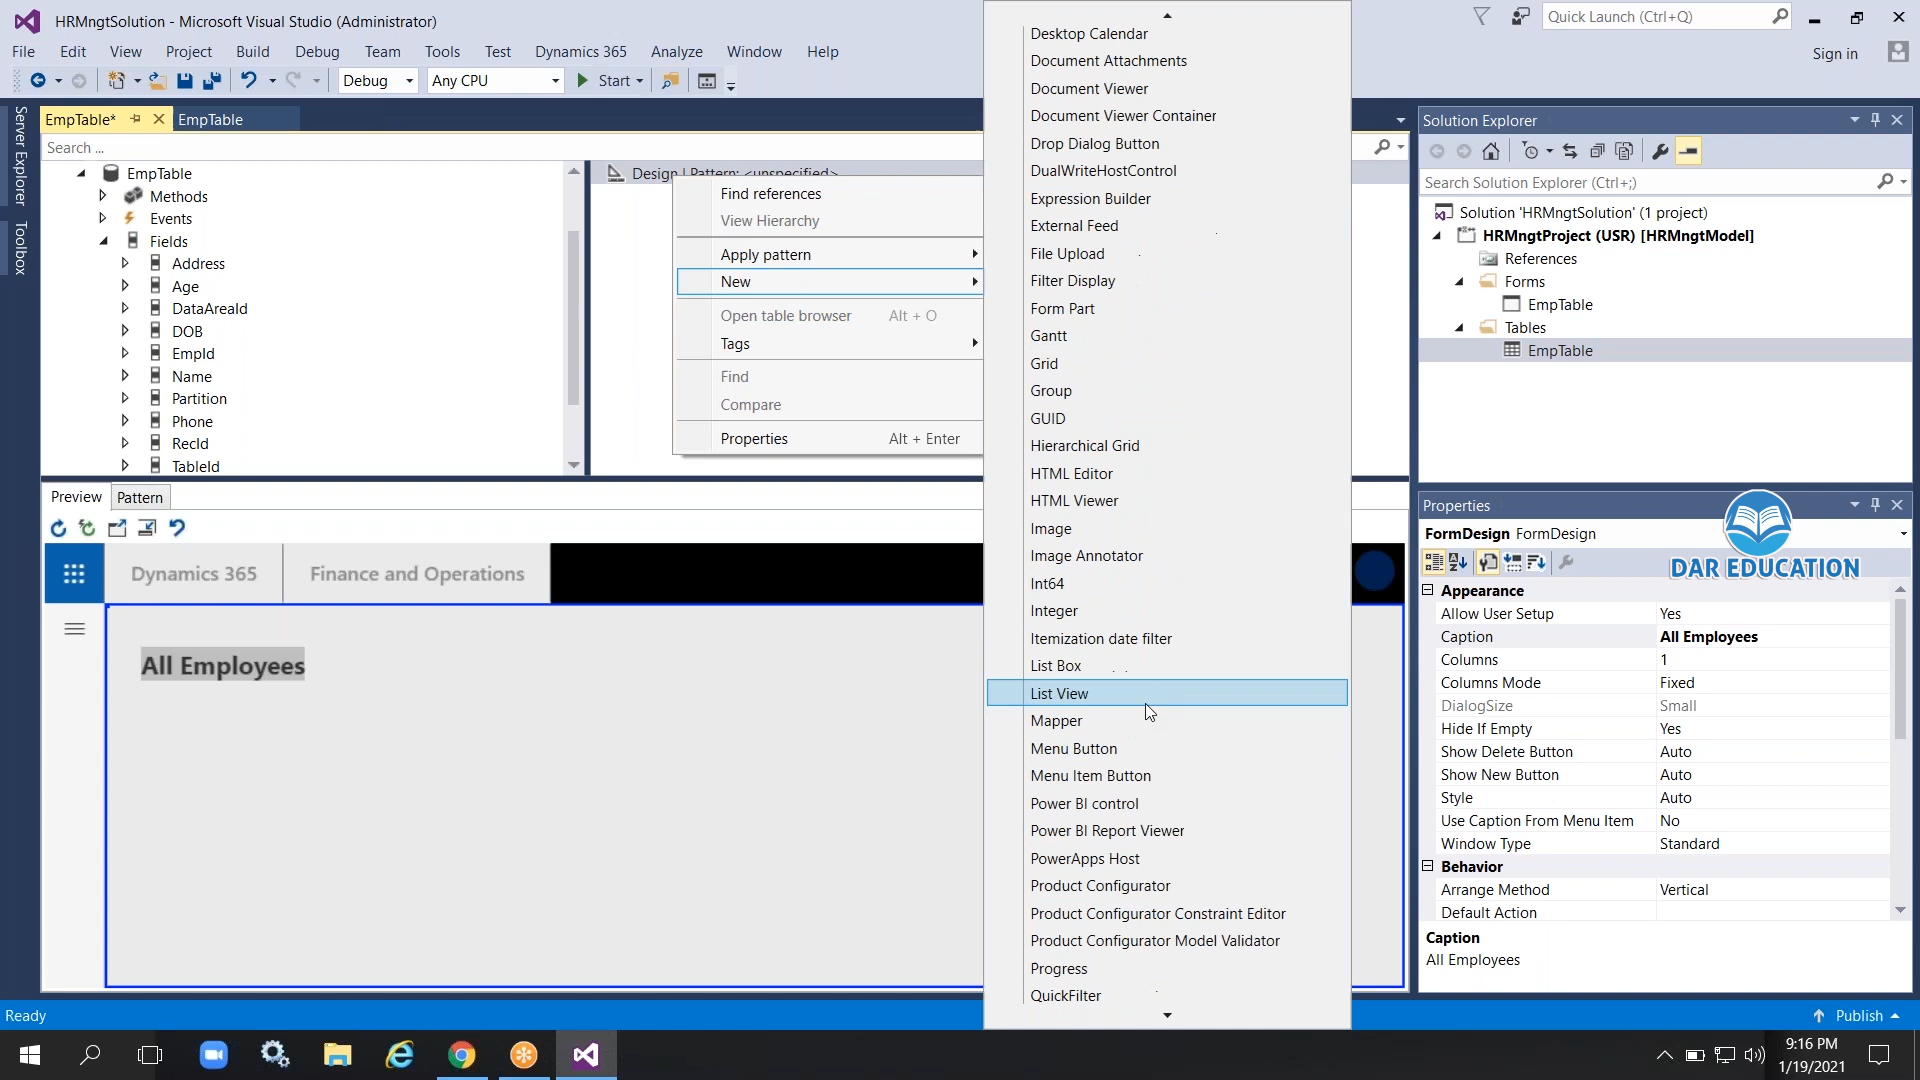 HRMngtSolution - Microsoft Visual Studio (Administrator)
Quick Launch (Ctrl+Q)
File Edit View Project Build Debug Team Tools Test Dynamics 365 Analyze Window Help
Sign in
Debug Any CPU Start
Server Explorer
Toolbox
EmpTable* EmpTable
Search ...
EmpTable
Methods
Events
Fields
Address
Age
DataAreaId
DOB
EmpId
Name
Partition
Phone
RecId
TableId
Design | Pattern: <unspecified>
Find references
View Hierarchy
Apply pattern
New
Open table browser Alt + O
Tags
Find
Compare
Properties Alt + Enter
Desktop Calendar
Document Attachments
Document Viewer
Document Viewer Container
Drop Dialog Button
DualWriteHostControl
Expression Builder
External Feed
File Upload
Filter Display
Form Part
Gantt
Grid
Group
GUID
Hierarchical Grid
HTML Editor
HTML Viewer
Image
Image Annotator
Int64
Integer
Itemization date filter
List Box
List View
Mapper
Menu Button
Menu Item Button
Power BI control
Power BI Report Viewer
PowerApps Host
Product Configurator
Product Configurator Constraint Editor
Product Configurator Model Validator
Progress
QuickFilter
Preview Pattern
Dynamics 365 Finance and Operations
All Employees
Solution Explorer
Search Solution Explorer (Ctrl+;)
Solution 'HRMngtSolution' (1 project)
HRMngtProject (USR) [HRMngtModel]
References
Forms
EmpTable
Tables
EmpTable
Properties
FormDesign FormDesign
DAR EDUCATION
Appearance
Allow User Setup Yes
Caption All Employees
Columns 1
Columns Mode Fixed
DialogSize Small
Hide If Empty Yes
Show Delete Button Auto
Show New Button Auto
Style Auto
Use Caption From Menu Item No
Window Type Standard
Behavior
Arrange Method Vertical
Default Action
Caption
All Employees
Ready
Publish
9:16 PM
1/19/2021